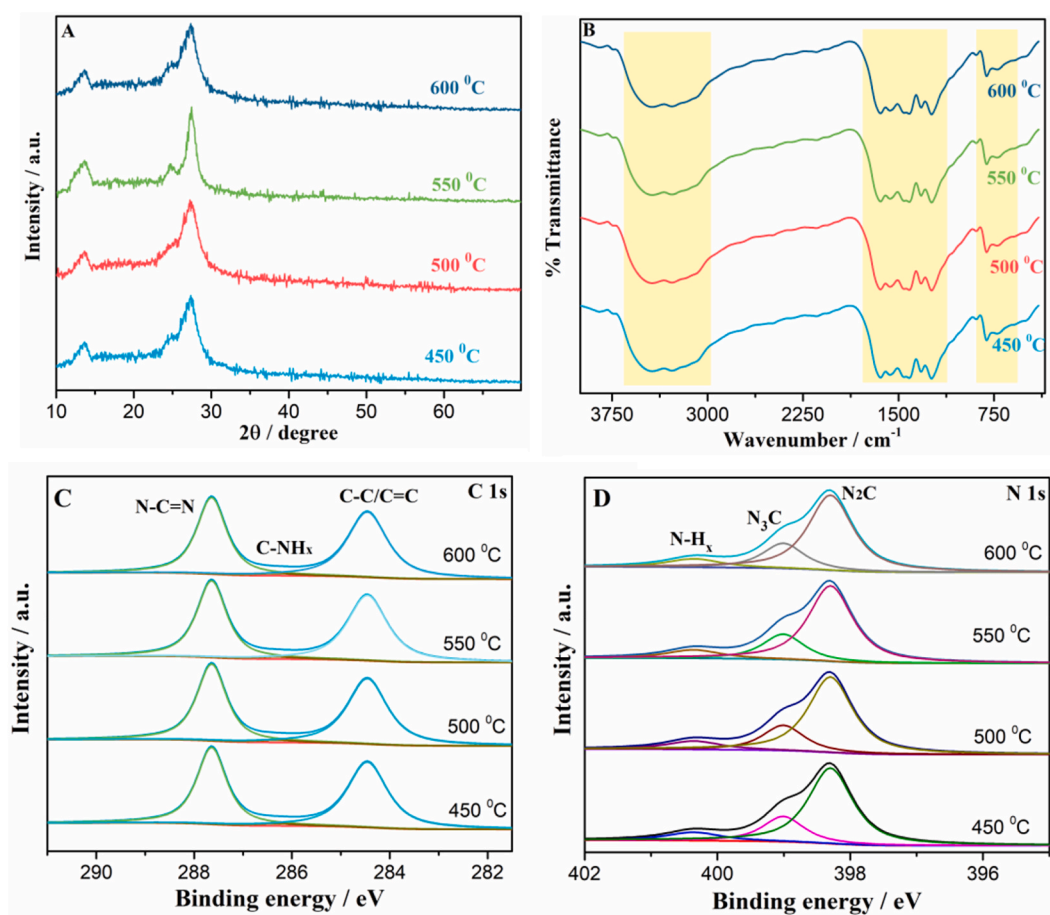 A
600 ⁰C
550 ⁰C
500 ⁰C
450 ⁰C
Intensity / a.u.
10 20 30 40 50 60
2θ / degree
B
600 ⁰C
550 ⁰C
500 ⁰C
450 ⁰C
% Transmittance
3750 3000 2250 1500 750
Wavenumber / cm⁻¹
C
C 1s
N-C=N
C-NHₓ
C-C/C=C
600 ⁰C
550 ⁰C
500 ⁰C
450 ⁰C
Intensity / a.u.
290 288 286 284 282
Binding energy / eV
D
N 1s
N-Hₓ
N₃C
N2C
600 ⁰C
550 ⁰C
500 ⁰C
450 ⁰C
Intensity / a.u.
402 400 398 396
Binding energy / eV